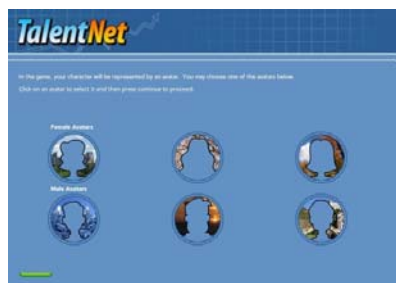 TalentNet
In the game, your character will be represented by an avatar. You may choose one of the avatars below.
Click on an avatar to select it and then press continue to proceed.
Female Avatars
Male Avatars